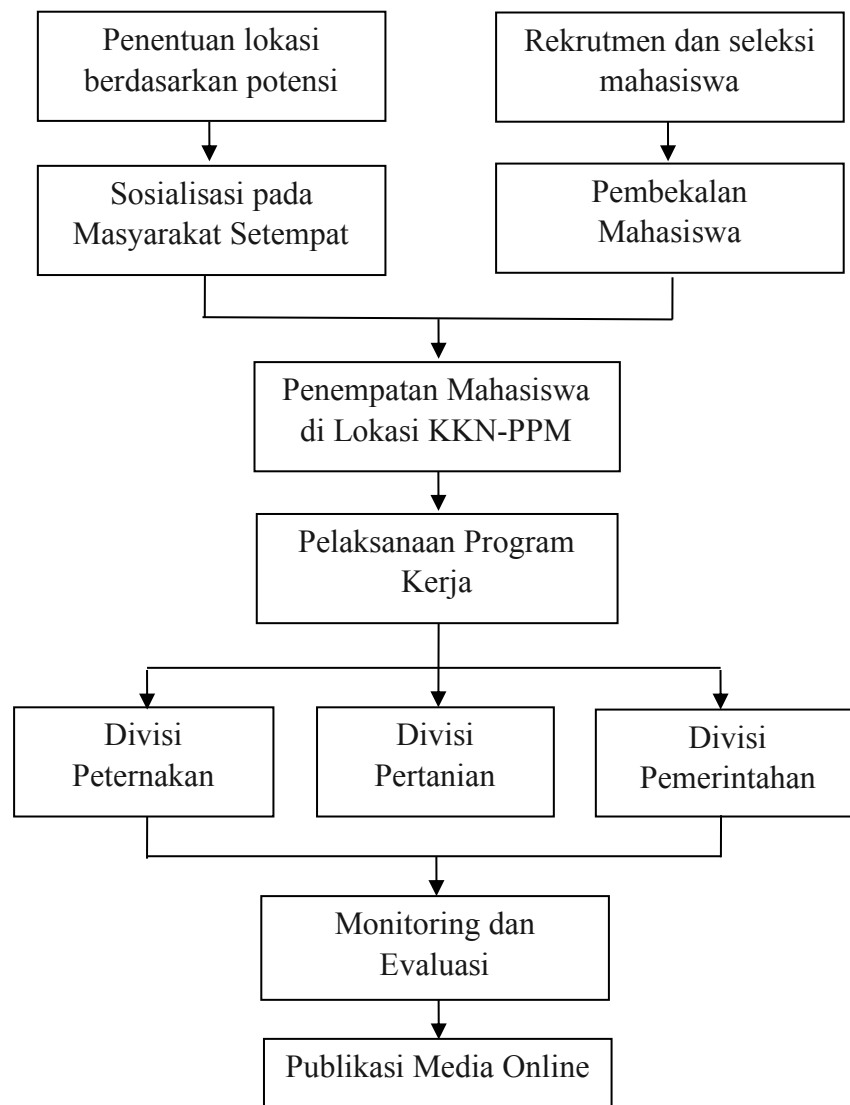 Penentuan lokasi
berdasarkan potensi
Rekrutmen dan seleksi
mahasiswa
Sosialisasi pada
Masyarakat Setempat
Pembekalan
Mahasiswa
Penempatan Mahasiswa
di Lokasi KKN-PPM
Pelaksanaan Program
Kerja
Divisi
Peternakan
Divisi
Pertanian
Divisi
Pemerintahan
Monitoring dan
Evaluasi
Publikasi Media Online